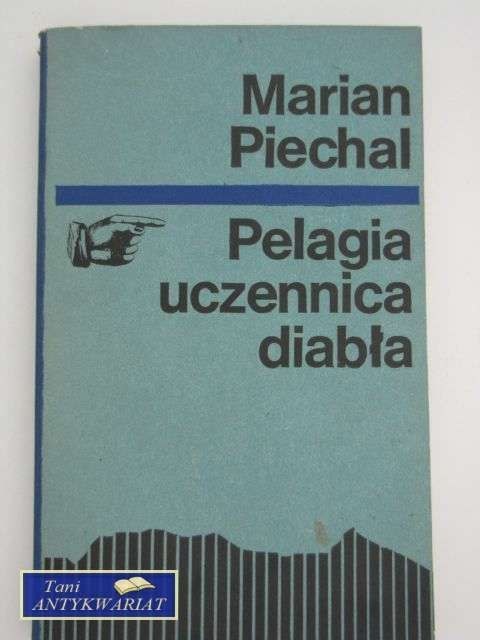 Marian
Piechal
Pelagia
uczennica
diabła
Tani
ANTYKWARIAT